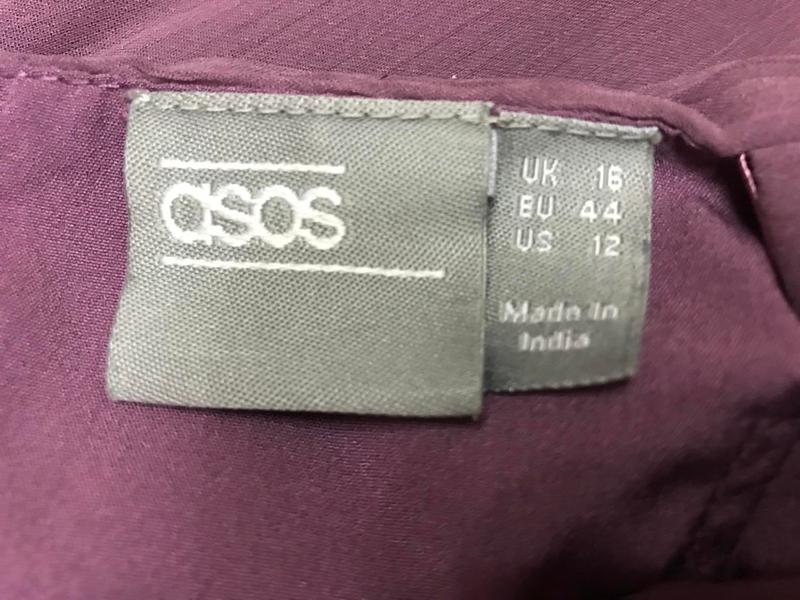 asos
UK 16
EU 44
US 12
Made in
India